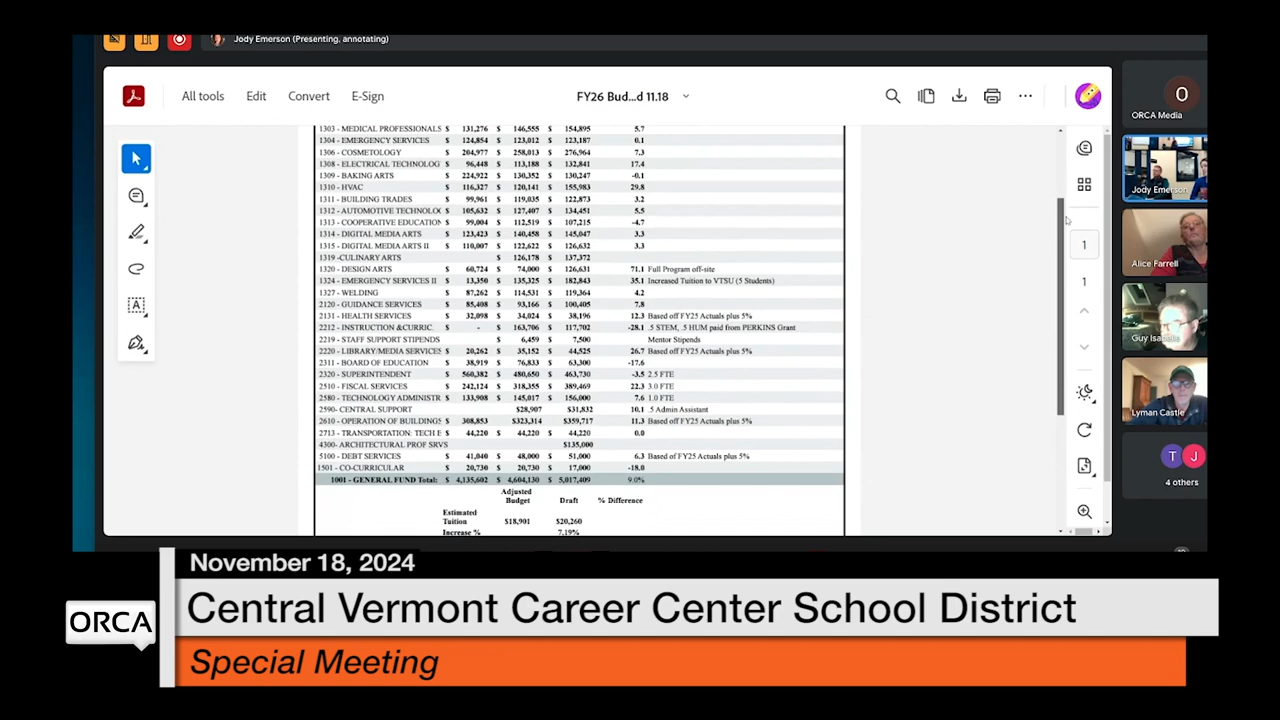 Jody Emerson (Presenting, annotating)
All tools Edit Convert E-Sign FY26 Bud...d 11.18
1303 - MEDICAL PROFESSIONALS $ 131,276 $ 146,555 $ 154,895 5.7
1304 - EMERGENCY SERVICES $ 124,854 $ 123,012 $ 123,187 0.1
1306 - COSMETOLOGY $ 204,977 $ 258,013 $ 276,964 7.3
1308 - ELECTRICAL TECHNOLOG $ 96,448 $ 113,188 $ 132,841 17.4
1309 - BAKING ARTS $ 224,922 $ 130,352 $ 130,247 -0.1
1310 - HVAC $ 116,327 $ 120,141 $ 155,983 29.8
1311 - BUILDING TRADES $ 99,961 $ 119,035 $ 122,873 3.2
1312 - AUTOMOTIVE TECHNOLO $ 105,632 $ 127,407 $ 134,451 5.5
1313 - COOPERATIVE EDUCATION $ 99,004 $ 112,519 $ 107,215 -4.7
1314 - DIGITAL MEDIA ARTS $ 123,423 $ 140,458 $ 145,047 3.3
1315 - DIGITAL MEDIA ARTS II $ 110,007 $ 122,622 $ 126,632 3.3
1319 -CULINARY ARTS $ 126,178 $ 137,372
1320 - DESIGN ARTS $ 60,724 $ 74,000 $ 126,631 71.1 Full Program off-site
1324 - EMERGENCY SERVICES II $ 13,350 $ 135,325 $ 182,843 35.1 Increased Tuition to VTSU (5 Students)
1327 - WELDING $ 87,262 $ 114,531 $ 119,364 4.2
2120 - GUIDANCE SERVICES $ 85,408 $ 93,166 $ 100,405 7.8
2131 - HEALTH SERVICES $ 32,098 $ 34,024 $ 38,196 12.3 Based off FY25 Actuals plus 5%
2212 - INSTRUCTION &CURRIC. $ - $ 163,706 $ 117,702 -28.1 .5 STEM, .5 HUM paid from PERKINS Grant
2219 - STAFF SUPPORT STIPENDS $ 6,459 $ 7,500 Mentor Stipends
2220 - LIBRARY/MEDIA SERVICES $ 20,262 $ 35,152 $ 44,525 26.7 Based off FY25 Actuals plus 5%
2311 - BOARD OF EDUCATION $ 38,919 $ 76,833 $ 63,300 -17.6
2320 - SUPERINTENDENT $ 560,382 $ 480,650 $ 463,730 -3.5 2.5 FTE
2510 - FISCAL SERVICES $ 242,124 $ 318,355 $ 389,469 22.3 3.0 FTE
2580 - TECHNOLOGY ADMINISTR $ 133,908 $ 145,017 $ 156,000 7.6 1.0 FTE
2590- CENTRAL SUPPORT $28,907 $31,832 10.1 .5 Admin Assistant
2610 - OPERATION OF BUILDINGS $ 308,853 $323,314 $359,717 11.3 Based off FY25 Actuals plus 5%
2713 - TRANSPORTATION: TECH E $ 44,220 $ 44,220 $ 44,220 0.0
4300- ARCHITECTURAL PROF SRVS $135,000
5100 - DEBT SERVICES $ 41,040 $ 48,000 $ 51,000 6.3 Based of FY25 Actuals plus 5%
1501 - CO-CURRICULAR $ 20,730 $ 20,730 $ 17,000 -18.0
1001 - GENERAL FUND Total: $ 4,135,602 $ 4,604,130 $ 5,017,409 9.0%
Adjusted Budget Draft % Difference
Estimated Tuition $18,901 $20,260
Increase % 7.19%
1
1
O
ORCA Media
Jody Emerson
Alice Farrell
Guy Isabelle
Lyman Castle
T J
4 others
November 18, 2024
ORCA
Central Vermont Career Center School District
Special Meeting